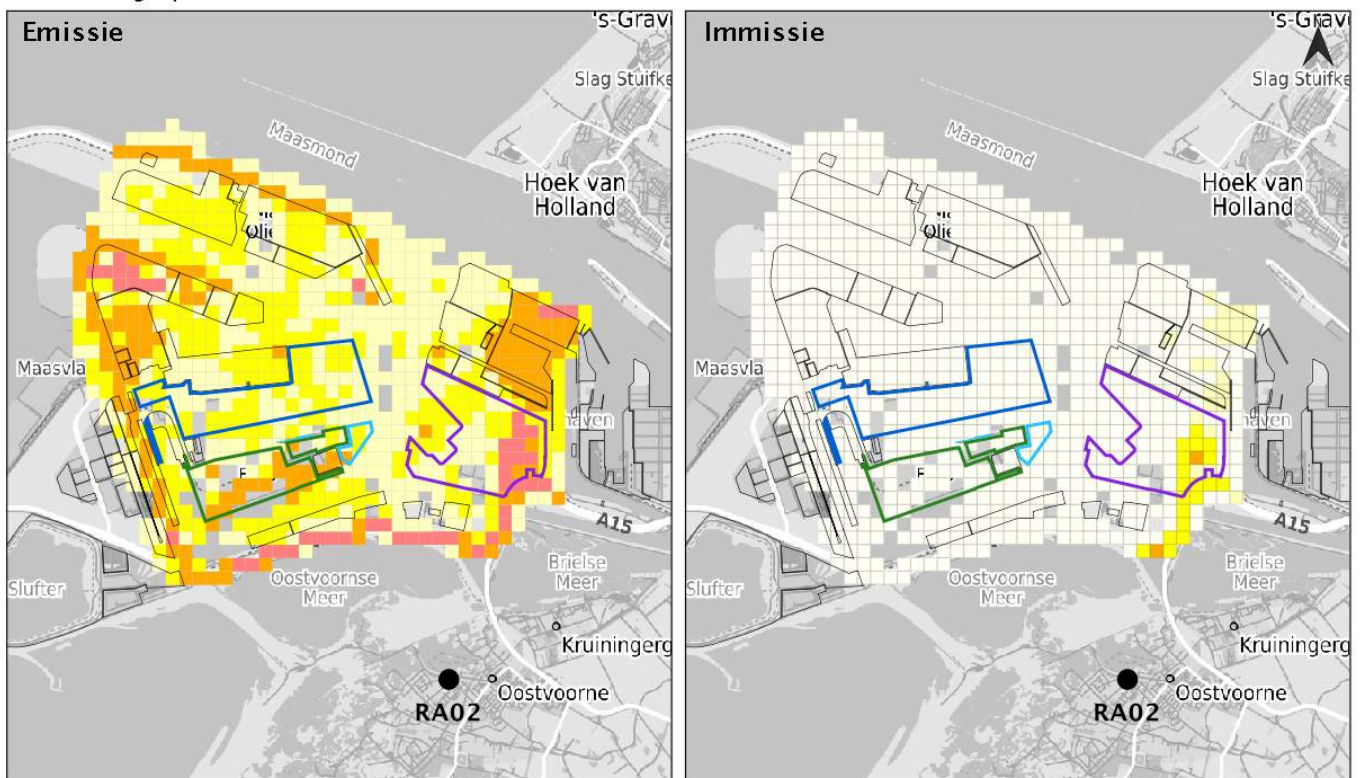 Emissie
's-Grav
Slag Stuifke
Maasmond
Hoek van
Holland
Olie
Maasvla
haven
A15
Slufter
Oostvoornse
Meer
Brielse
Meer
Kruiningerg
Oostvoorne
RA02
Immissie
's-Grav
Slag Stuifke
Maasmond
Hoek van
Holland
Olie
Maasvla
haven
A15
Slufter
Oostvoornse
Meer
Brielse
Meer
Kruiningerg
Oostvoorne
RA02